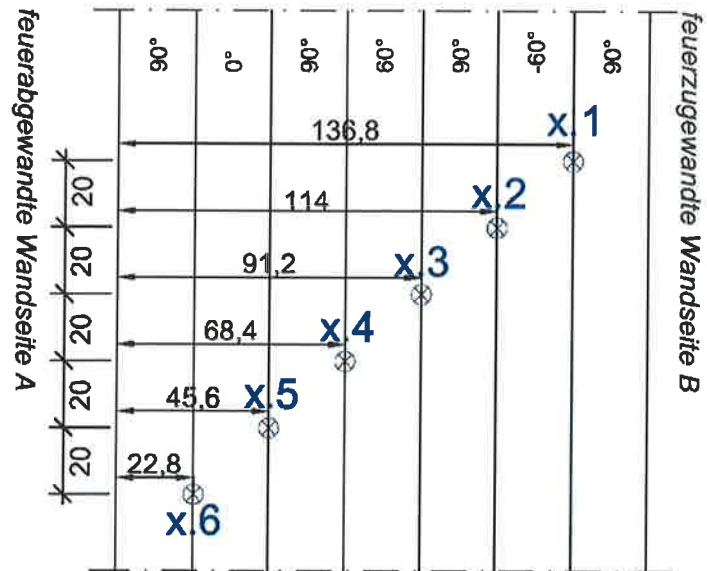 feuerabgewandte Wandseite A
90°
0°
90°
60°
90°
-60°
90°
feuerzugewandte Wandseite B
136,8
x.1
114
x.2
91,2
x.3
68,4
x.4
45,6
x.5
22,8
x.6
20
20
20
20
20